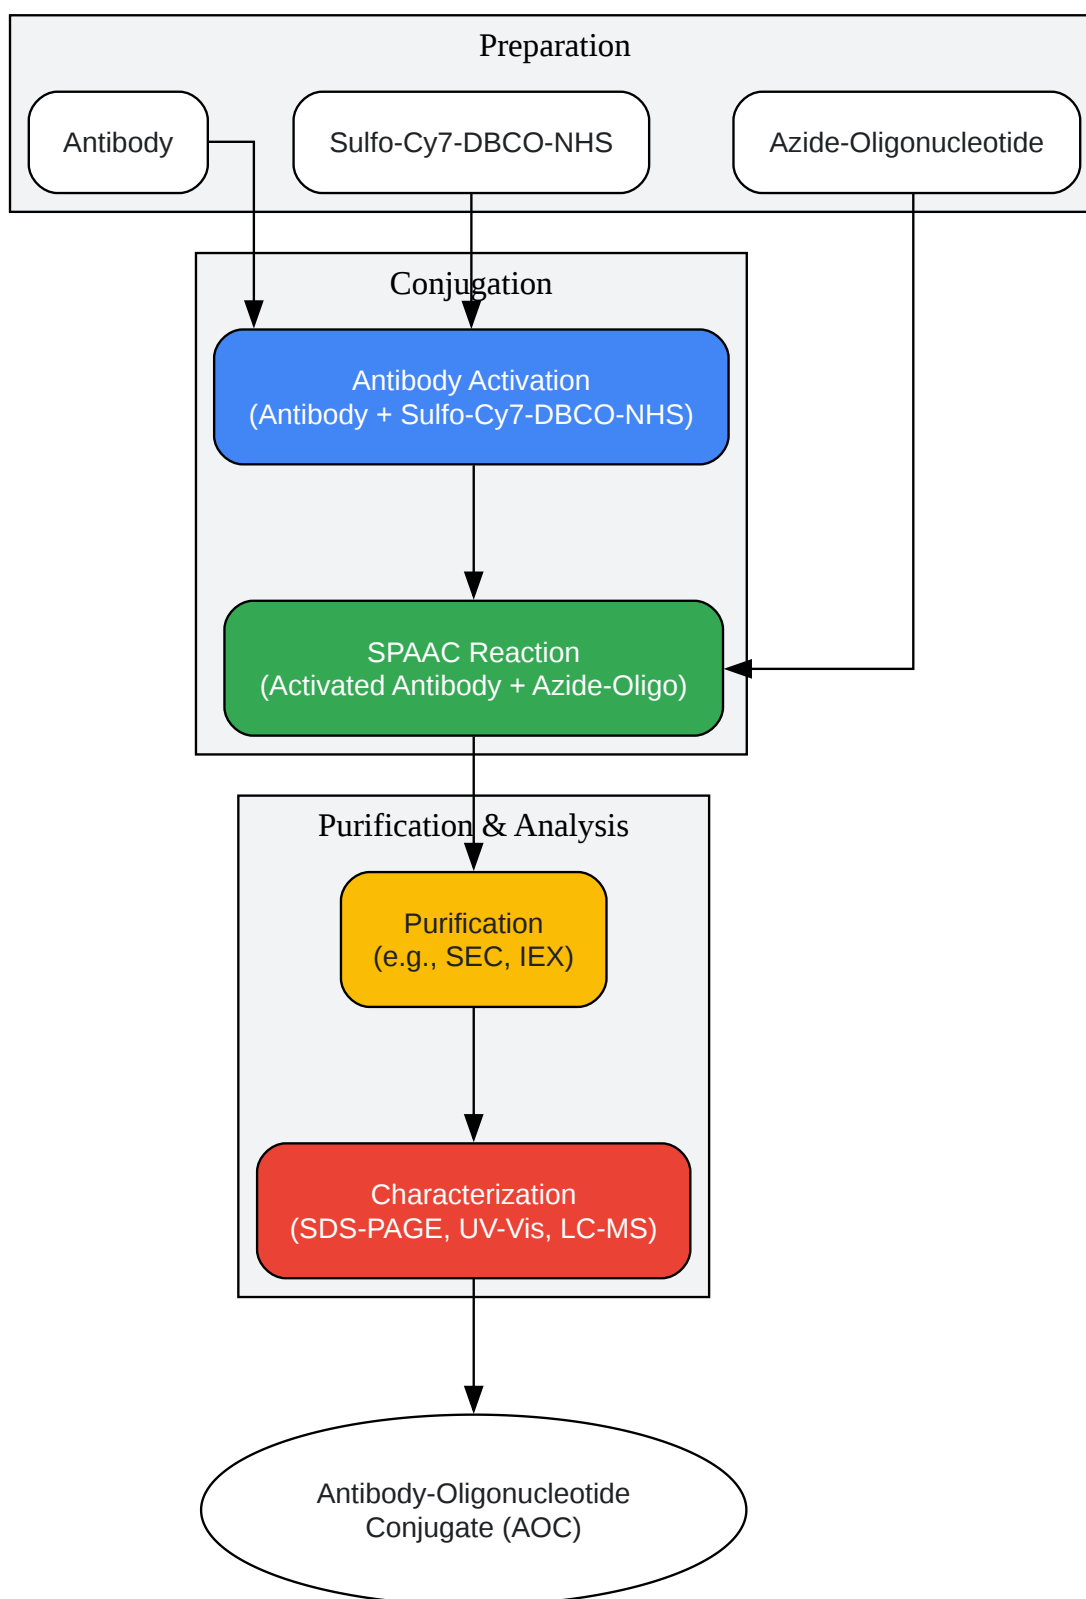 Preparation
Antibody
Sulfo-Cy7-DBCO-NHS
Azide-Oligonucleotide
Conjugation
Antibody Activation
(Antibody + Sulfo-Cy7-DBCO-NHS)
SPAAC Reaction
(Activated Antibody + Azide-Oligo)
Purification & Analysis
Purification
(e.g., SEC, IEX)
Characterization
(SDS-PAGE, UV-Vis, LC-MS)
Antibody-Oligonucleotide
Conjugate (AOC)